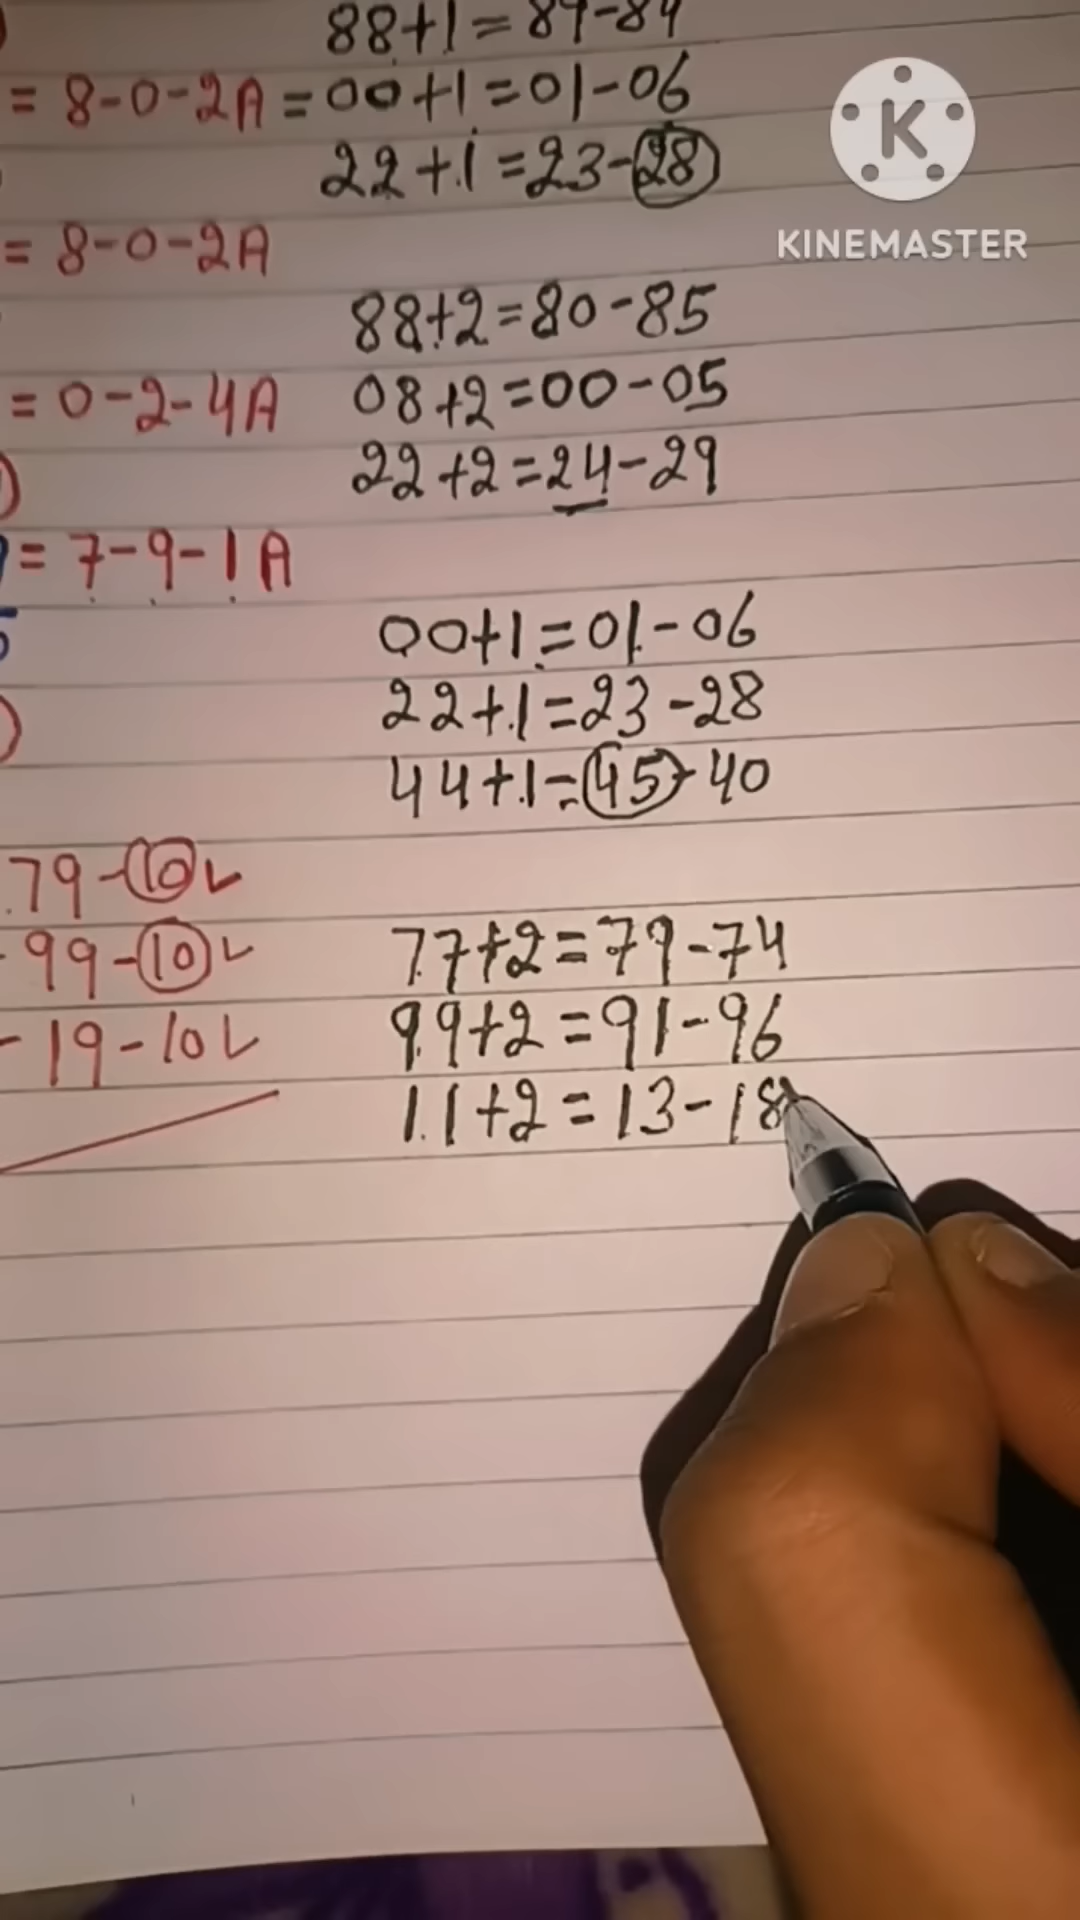 88+1=89-84
= 8-0-2A = 00+1=01-06
22+1=23-28
K
KINEMASTER
= 8-0-2A
88+2=80-85
= 0-2-4A 08+2=00-05
22+2=24-29
= 7-9-1A
00+1=01-06
22+1=23-28
44+1=45-40
79-10✓
77+2=79-74
-99-10✓
99+2=91-96
-19-10✓
11+2=13-18